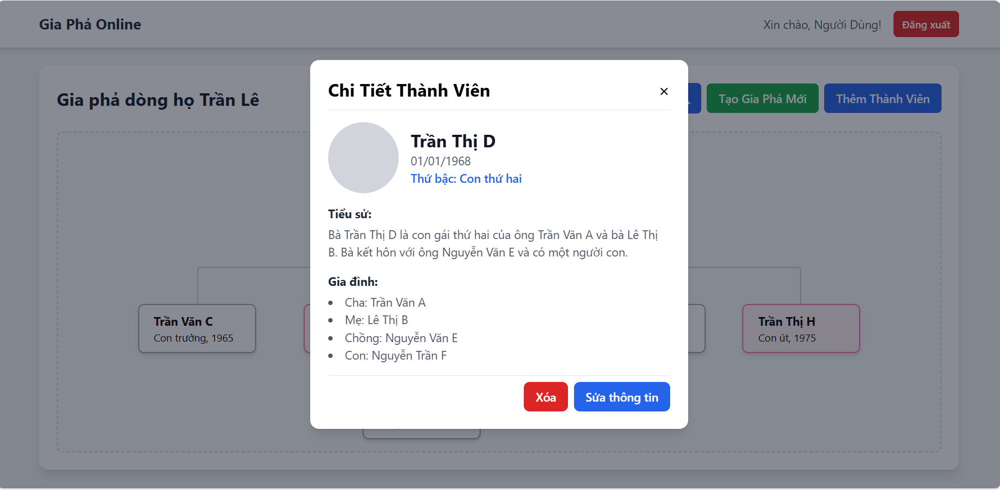 Gia Phả Online
Xin chào, Người Dùng!
Đăng xuất
Gia phả dòng họ Trần Lê
Tạo Gia Phả Mới
Thêm Thành Viên
Chi Tiết Thành Viên
Trần Thị D
01/01/1968
Thứ bậc: Con thứ hai
Tiểu sử:
Bà Trần Thị D là con gái thứ hai của ông Trần Văn A và bà Lê Thị
B. Bà kết hôn với ông Nguyễn Văn E và có một người con.
Gia đình:
• Cha: Trần Văn A
• Mẹ: Lê Thị B
• Chồng: Nguyễn Văn E
• Con: Nguyễn Trần F
Xóa
Sửa thông tin
Trần Văn C
Con trưởng, 1965
Trần Thị H
Con út, 1975